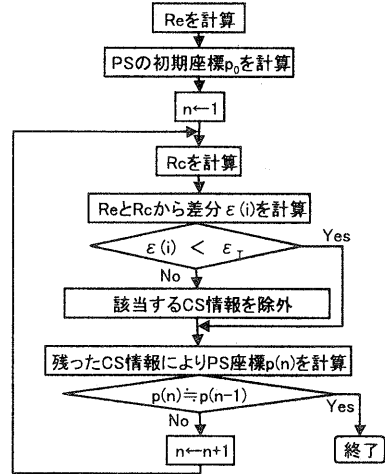 Reを計算
PSの初期座標p₀を計算
n←1
Rcを計算
ReとRcから差分ε(i)を計算
ε(i) < ε_T
Yes
No
該当するCS情報を除外
残ったCS情報によりPS座標p(n)を計算
p(n)≒p(n-1)
Yes
No
n←n+1
終了